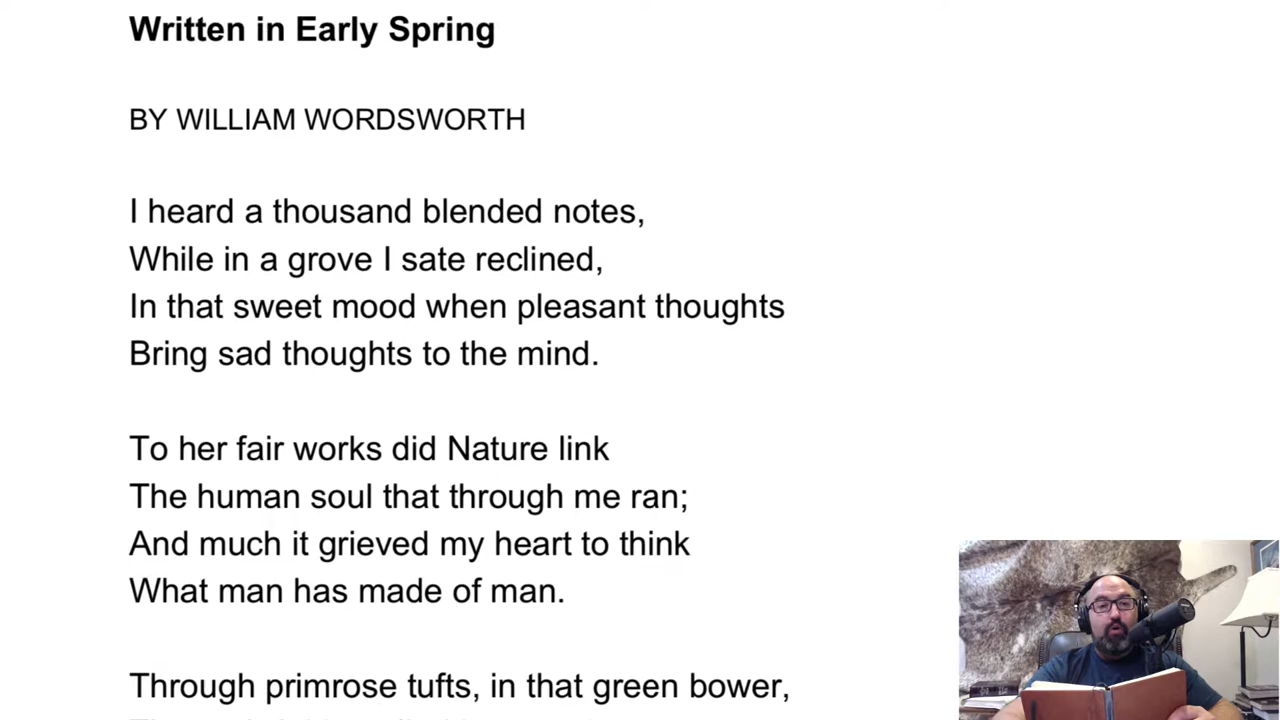 Written in Early Spring
BY WILLIAM WORDSWORTH
I heard a thousand blended notes,
While in a grove I sate reclined,
In that sweet mood when pleasant thoughts
Bring sad thoughts to the mind.
To her fair works did Nature link
The human soul that through me ran;
And much it grieved my heart to think
What man has made of man.
Through primrose tufts, in that green bower,